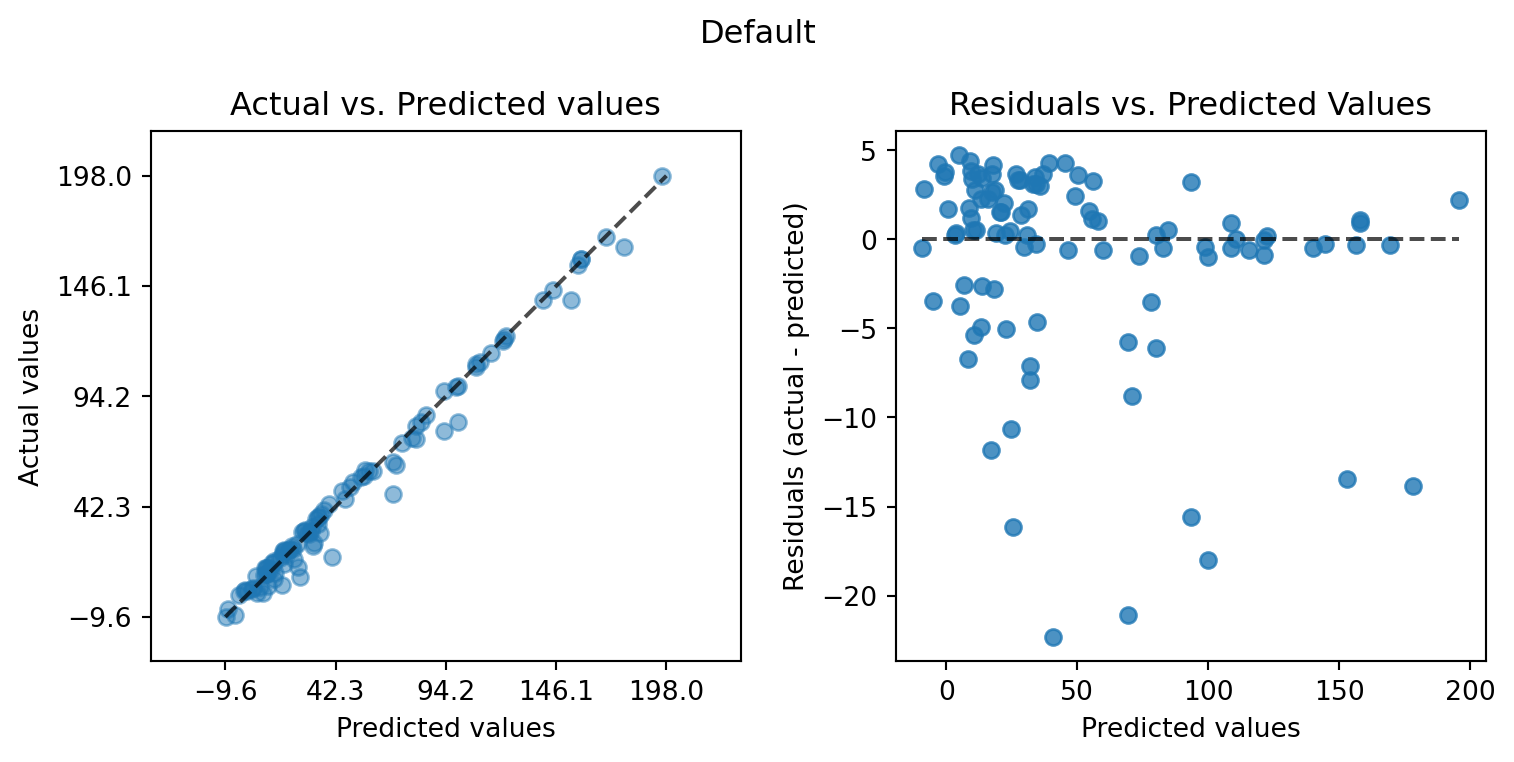 Default
Actual vs. Predicted values
Actual values
198.0
146.1
94.2
42.3
−9.6
−9.6 42.3 94.2 146.1 198.0
Predicted values
Residuals vs. Predicted Values
Residuals (actual - predicted)
5
0
−5
−10
−15
−20
0 50 100 150 200
Predicted values